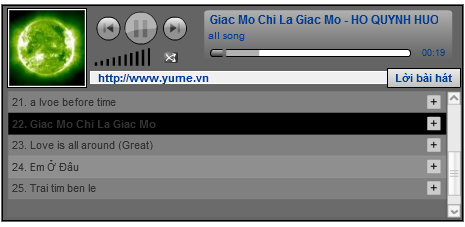 Giac Mo Chi La Giac Mo - HO QUYNH HUO
all song
00:19
http://www.yume.vn
Lời bài hát
21. a lvoe before time
22. Giac Mo Chi La Giac Mo
23. Love is all around (Great)
24. Em Ở Đâu
25. Trai tim ben le